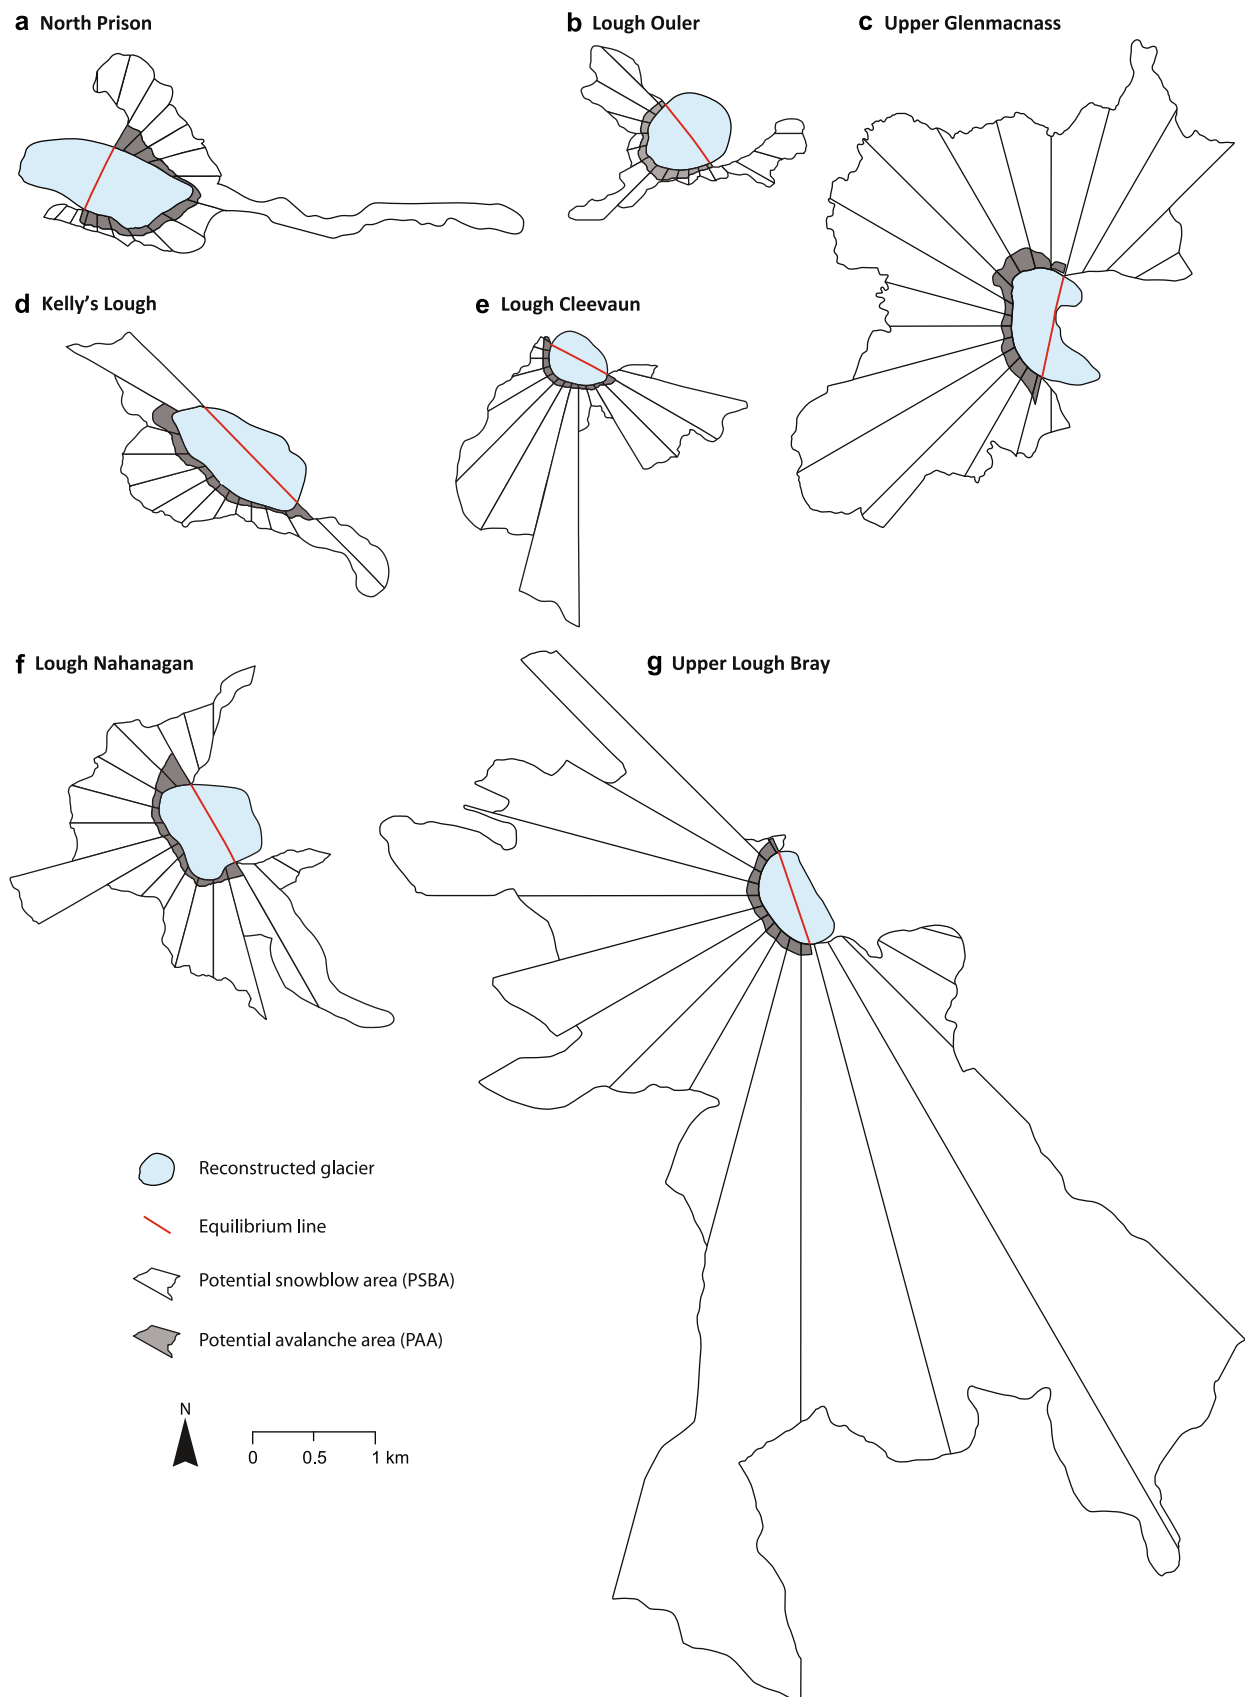 a North Prison
b Lough Ouler
c Upper Glenmacnass
d Kelly’s Lough
e Lough Cleevaun
f Lough Nahanagan
g Upper Lough Bray
Reconstructed glacier
Equilibrium line
Potential snowblow area (PSBA)
Potential avalanche area (PAA)
N
0 0.5 1 km